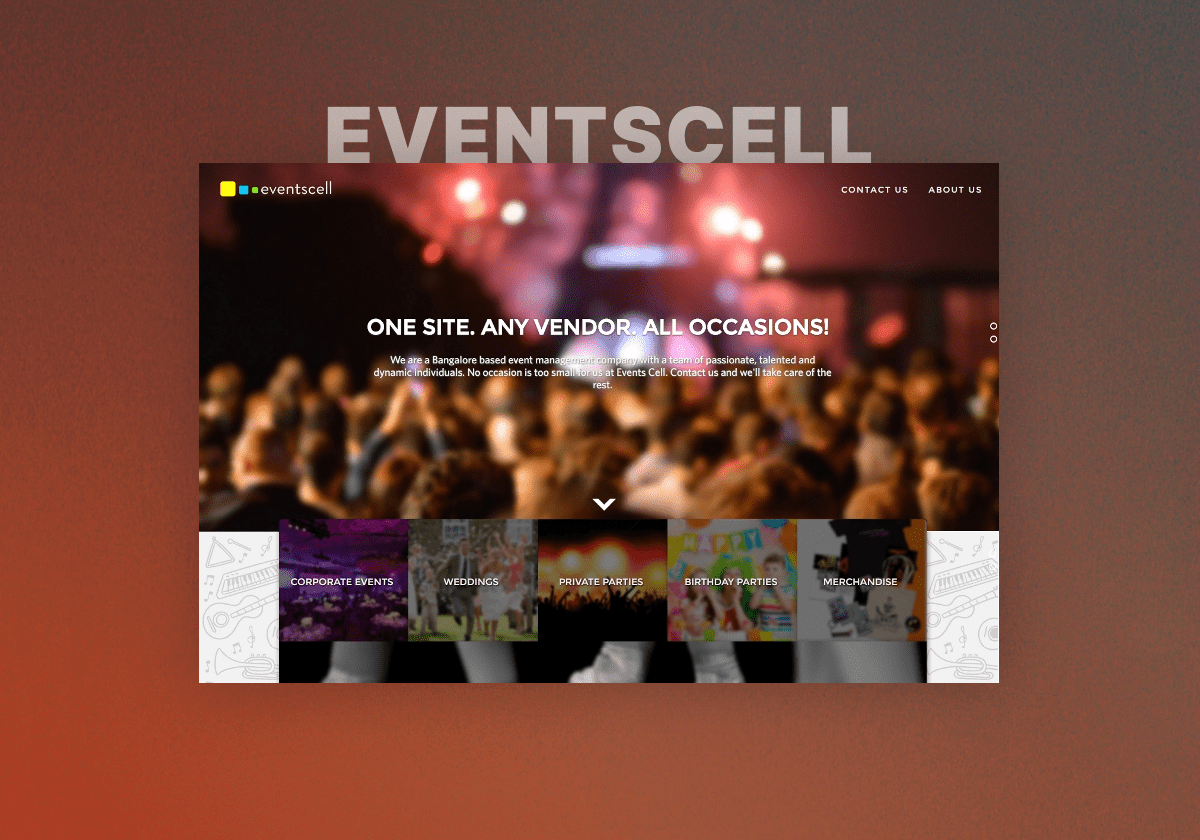 EVENTSCELL
eventscell
CONTACT US
ABOUT US
ONE SITE. ANY VENDOR. ALL OCCASIONS!
We are a Bangalore based event management company with a team of passionate, talented and
dynamic individuals. No occasion is too small for us at Events Cell. Contact us and we'll take care of the
rest.
CORPORATE EVENTS
WEDDINGS
PRIVATE PARTIES
BIRTHDAY PARTIES
MERCHANDISE
HAPPY